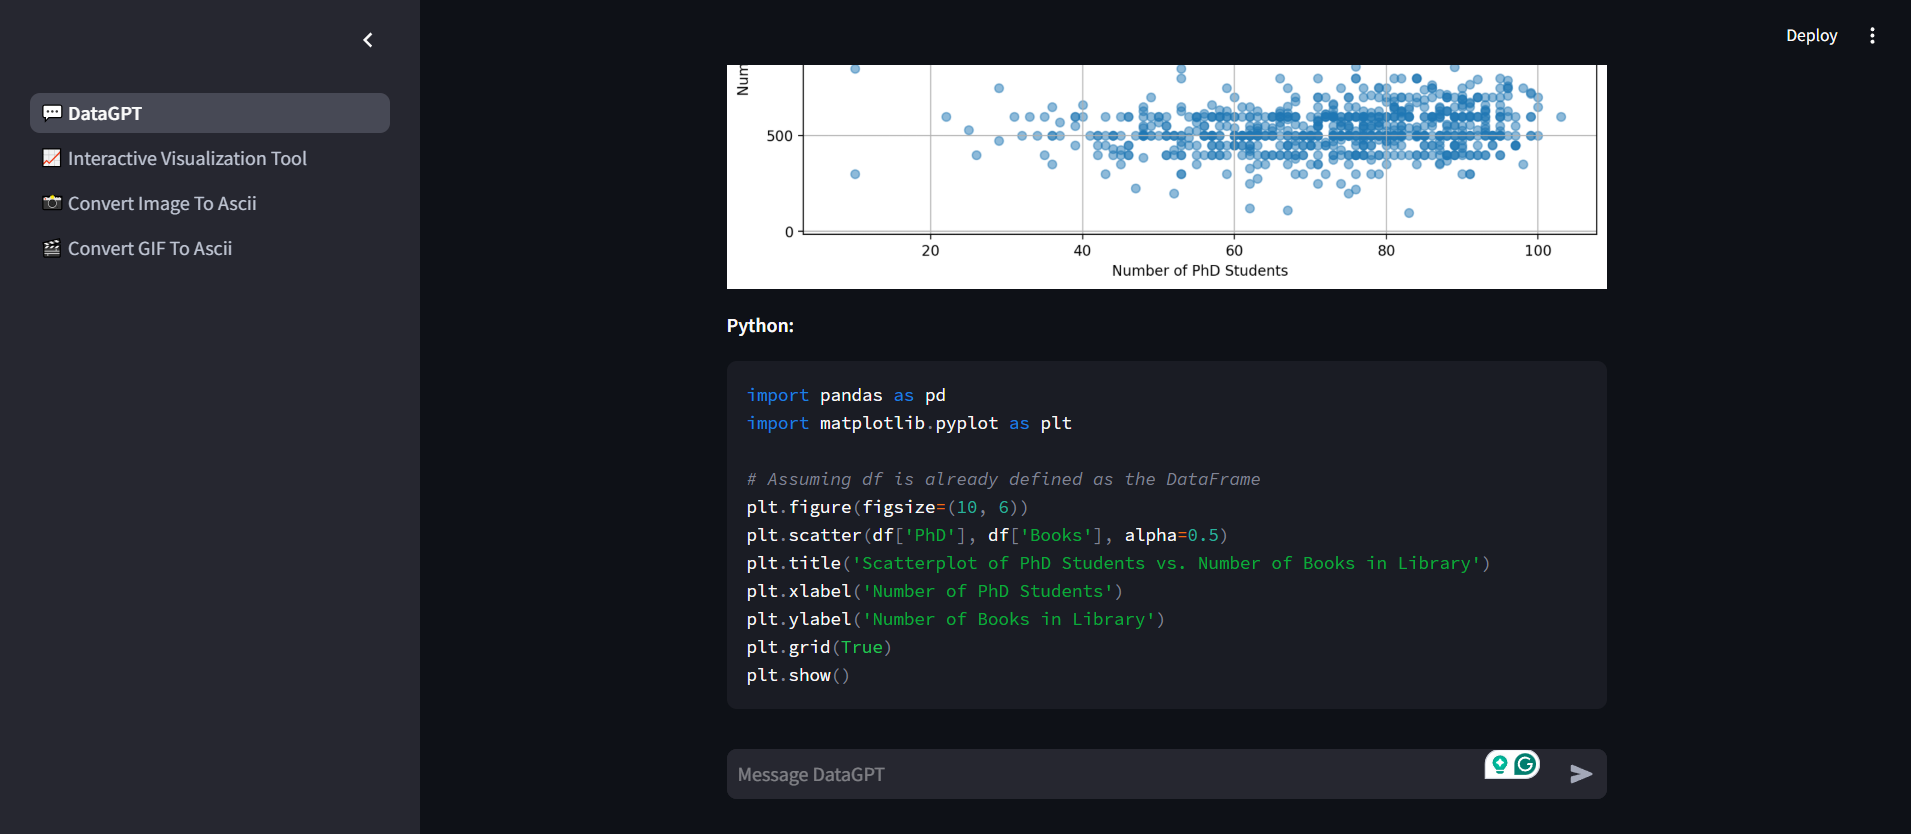 Deploy
DataGPT
Interactive Visualization Tool
Convert Image To Ascii
Convert GIF To Ascii
Num
500
0
20 40 60 80 100
Number of PhD Students
Python:
import pandas as pd
import matplotlib.pyplot as plt
# Assuming df is already defined as the DataFrame
plt.figure(figsize=(10, 6))
plt.scatter(df['PhD'], df['Books'], alpha=0.5)
plt.title('Scatterplot of PhD Students vs. Number of Books in Library')
plt.xlabel('Number of PhD Students')
plt.ylabel('Number of Books in Library')
plt.grid(True)
plt.show()
Message DataGPT